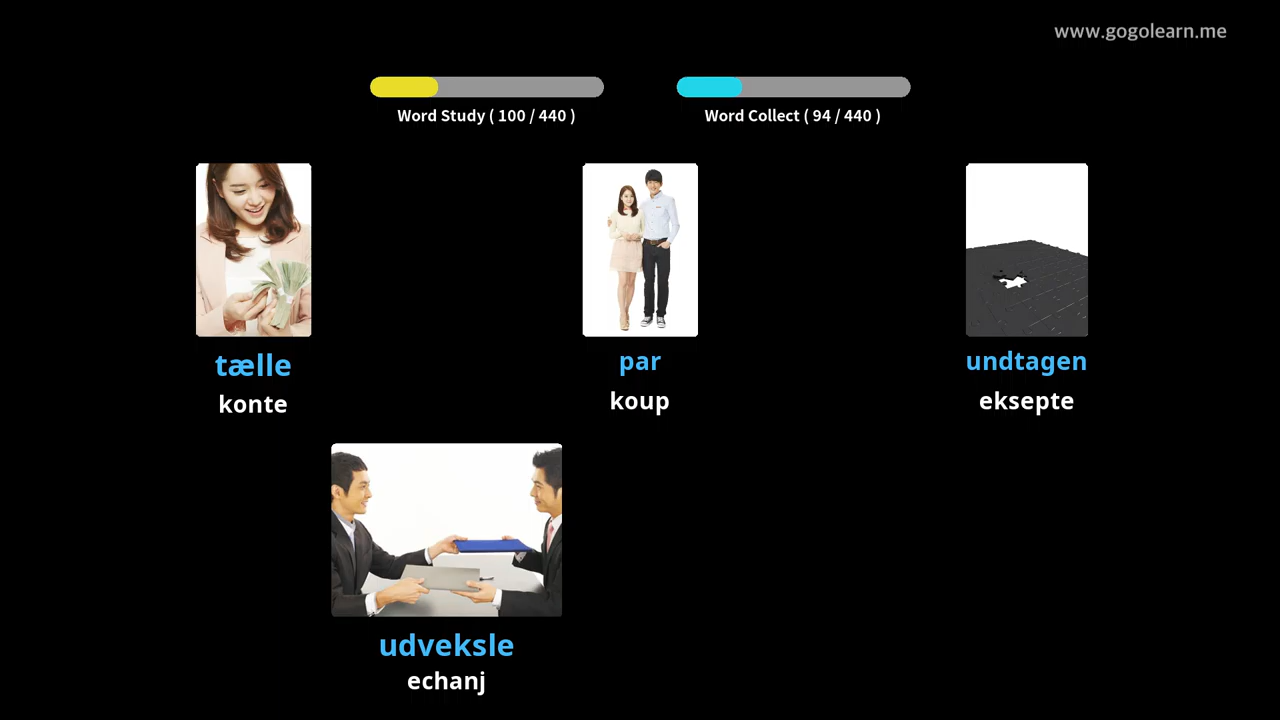 www.gogolearn.me
Word Study ( 100 / 440 )
Word Collect ( 94 / 440 )
tælle
konte
par
koup
undtagen
eksepte
udveksle
echanj